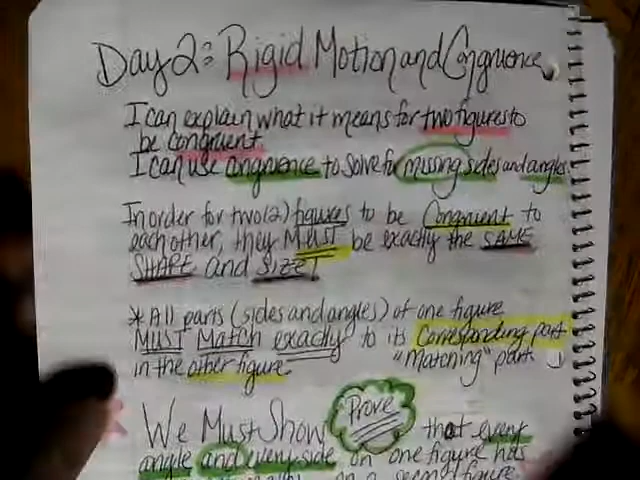 Day 2: Rigid Motion and Congruence
I can explain what it means for two figures to
be congruent
I can use congruence to solve for missing sides and angles.
In order for two (2) figures to be Congruent to
each other, they MUST be exactly the SAME
SHAPE and SIZE!
*All parts (sides and angles) of one figure
MUST Match exactly to its Corresponding part
in the other figure. "Matching" part
We Must Show Prove that every
angle and every side on one figure has
on a second figure.